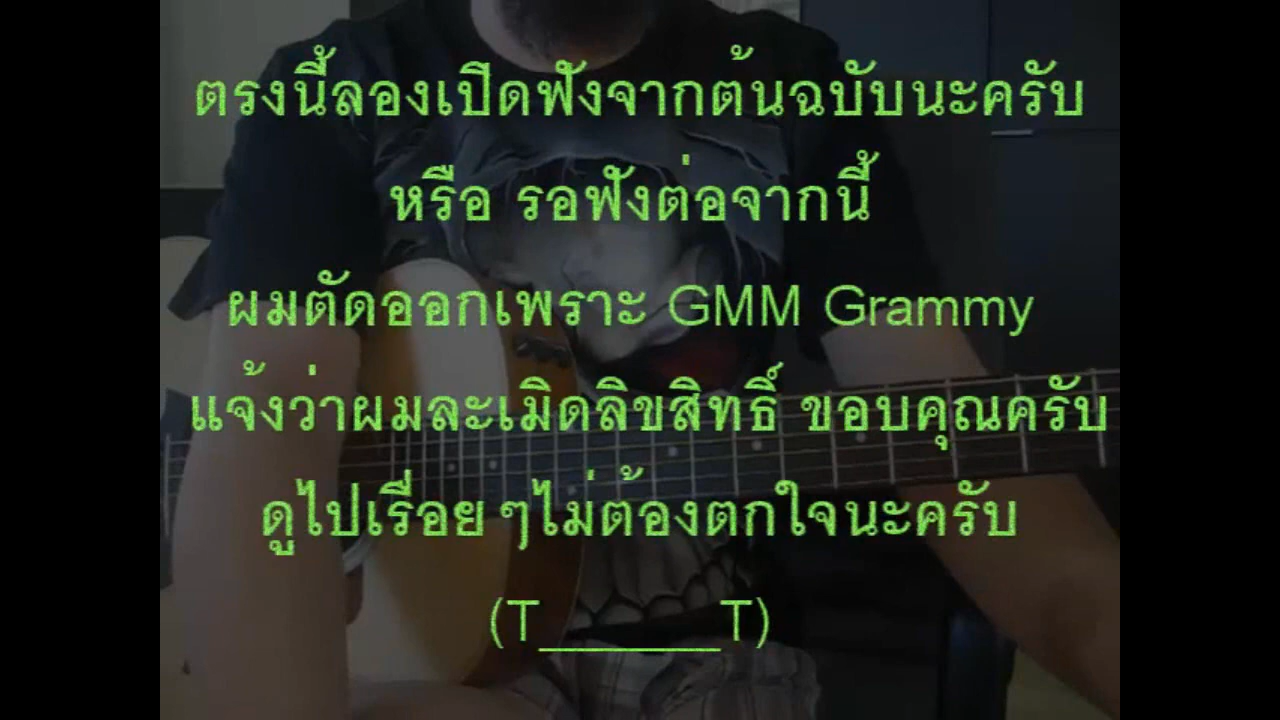 ตรงนี้ลองเปิดฟังจากต้นฉบับนะครับ
หรือ รอฟังต่อจากนี้
ผมตัดออกเพราะ GMM Grammy
แจ้งว่าผมละเมิดลิขสิทธิ์ ขอบคุณครับ
ดูไปเรื่อยๆไม่ต้องตกใจนะครับ
(T_______T)